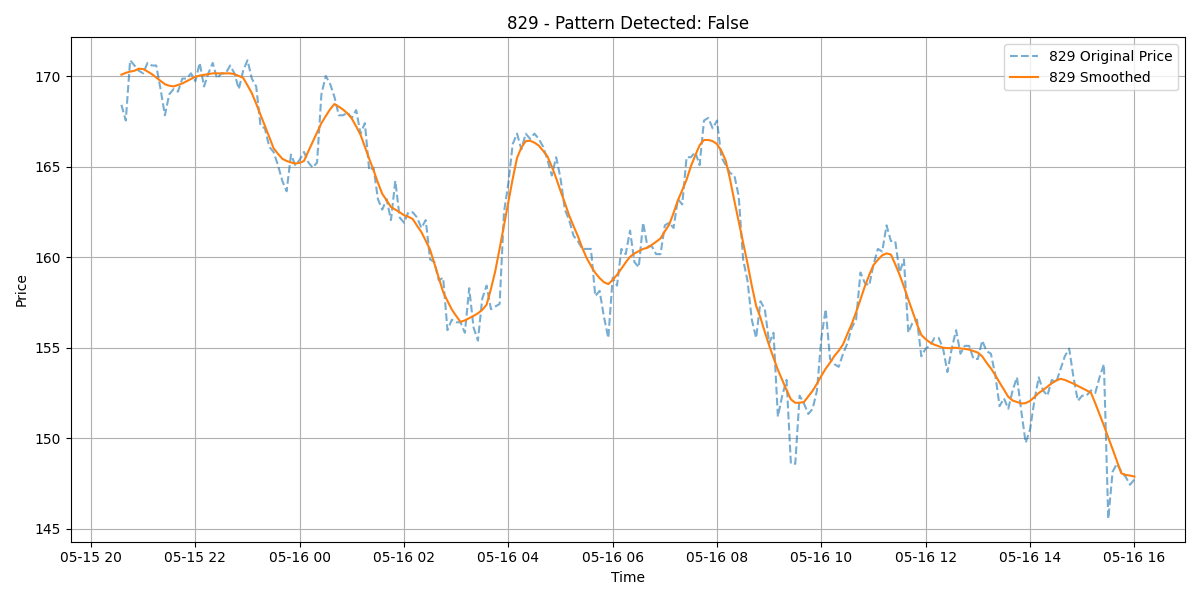 829 - Pattern Detected: False
829 Original Price
829 Smoothed
Price
170
165
160
155
150
145
05-15 20 05-15 22 05-16 00 05-16 02 05-16 04 05-16 06 05-16 08 05-16 10 05-16 12 05-16 14 05-16 16
Time